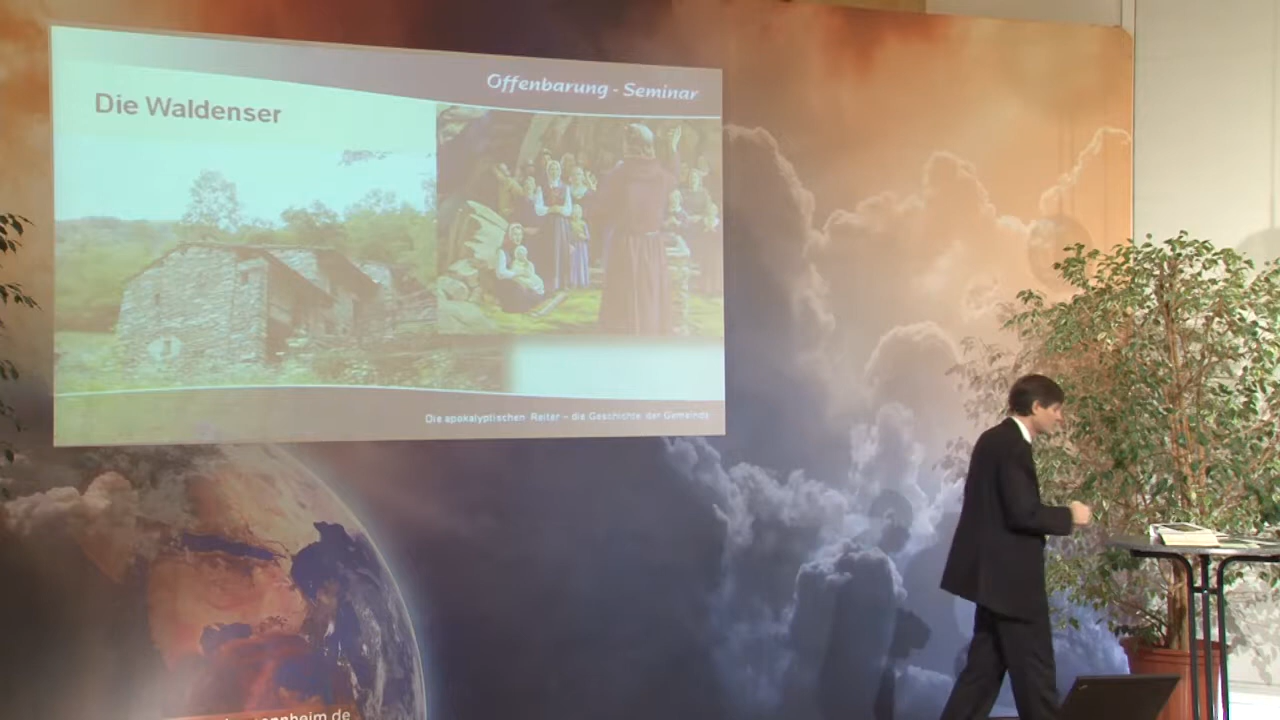 Offenbarung - Seminar
Die Waldenser
Die apokalyptischen Reiter – die Geschichte der Gemeinde